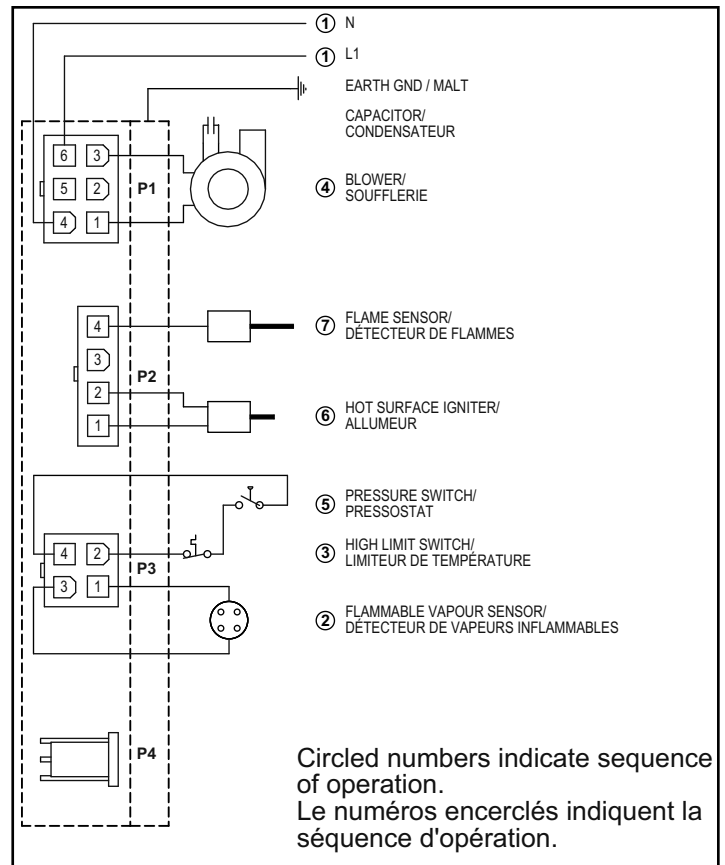 ① N
① L1
EARTH GND / MALT
CAPACITOR/
CONDENSATEUR
6 3
5 2 P1
4 1
④ BLOWER/
SOUFFLERIE
4
3
2
1
P2
⑦ FLAME SENSOR/
DÉTECTEUR DE FLAMMES
⑥ HOT SURFACE IGNITER/
ALLUMEUR
⑤ PRESSURE SWITCH/
PRESSOSTAT
4 2
3 1
P3
③ HIGH LIMIT SWITCH/
LIMITEUR DE TEMPÉRATURE
② FLAMMABLE VAPOUR SENSOR/
DÉTECTEUR DE VAPEURS INFLAMMABLES
P4
Circled numbers indicate sequence
of operation.
Le numéros encerclés indiquent la
séquence d'opération.